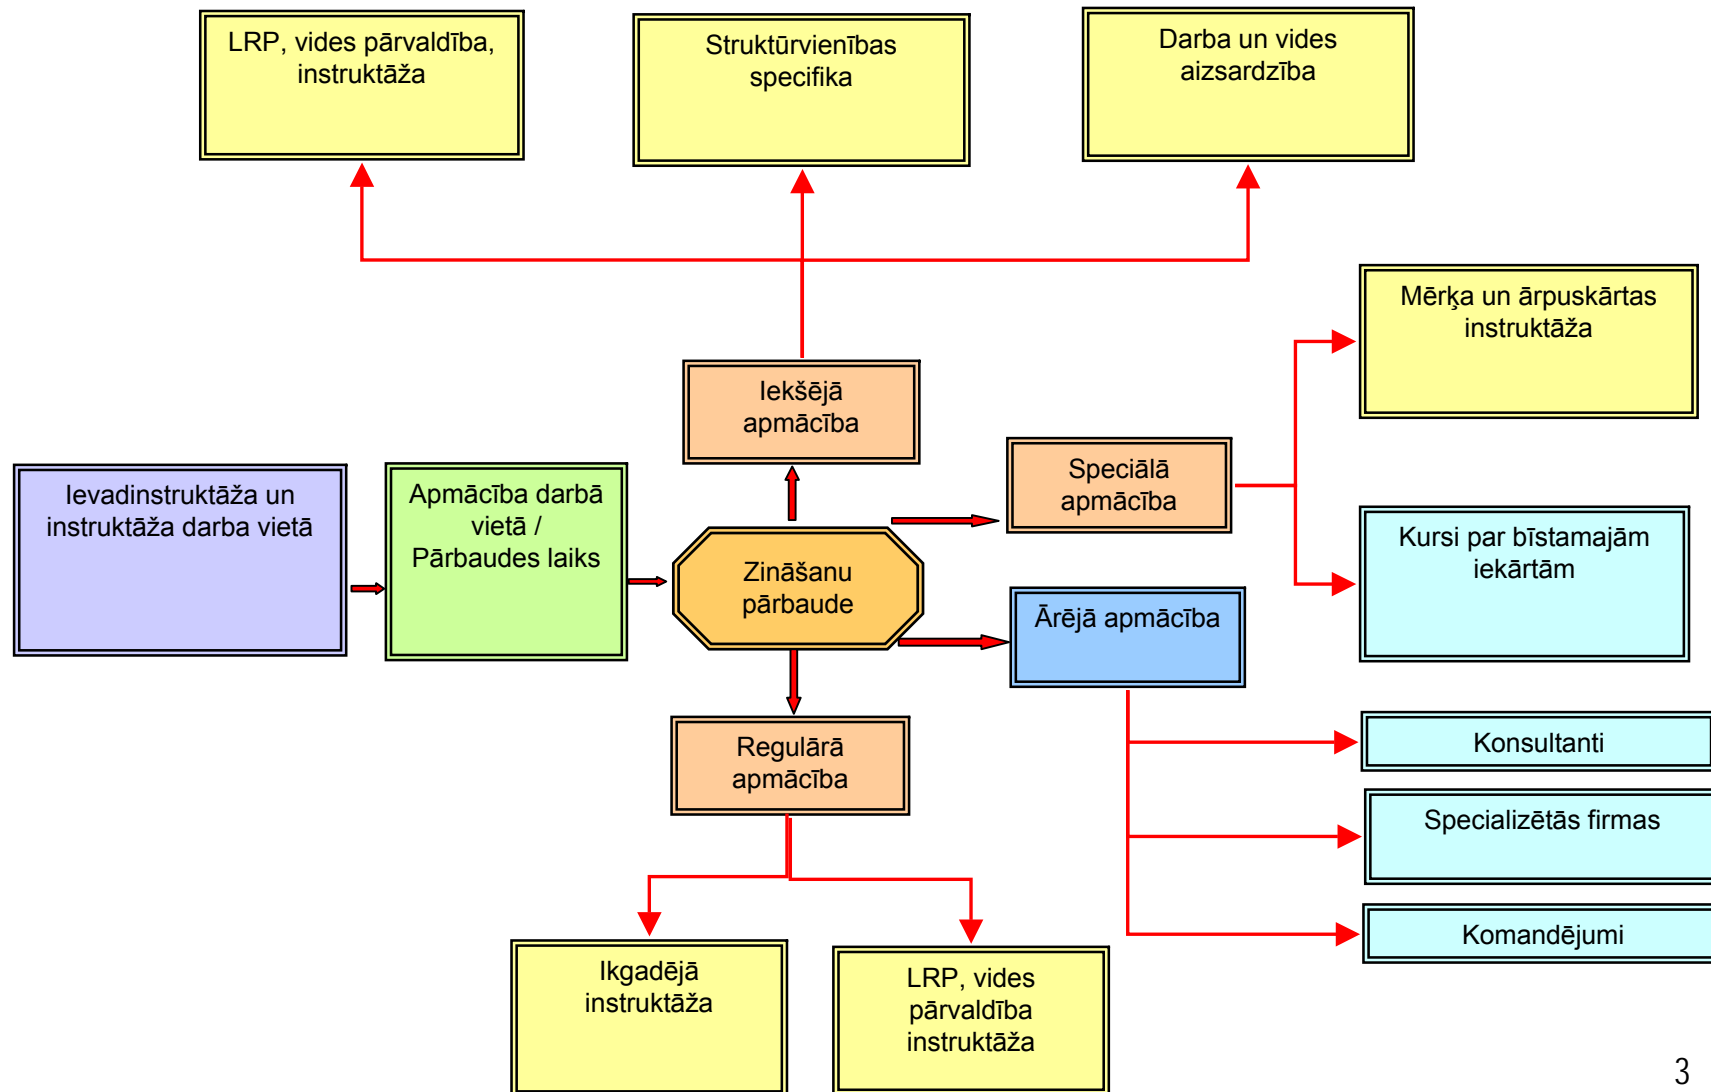 LRP, vides pārvaldība,
instruktāža
Struktūrvienības
specifika
Darba un vides
aizsardzība
Mērķa un ārpuskārtas
instruktāža
Iekšējā
apmācība
Speciālā
apmācība
Ievadinstruktāža un
instruktāža darba vietā
Apmācība darbā
vietā /
Pārbaudes laiks
Zināšanu
pārbaude
Kursi par bīstamajām
iekārtām
Ārējā apmācība
Regulārā
apmācība
Konsultanti
Specializētās firmas
Komandējumi
Ikgadējā
instruktāža
LRP, vides
pārvaldība
instruktāža
3